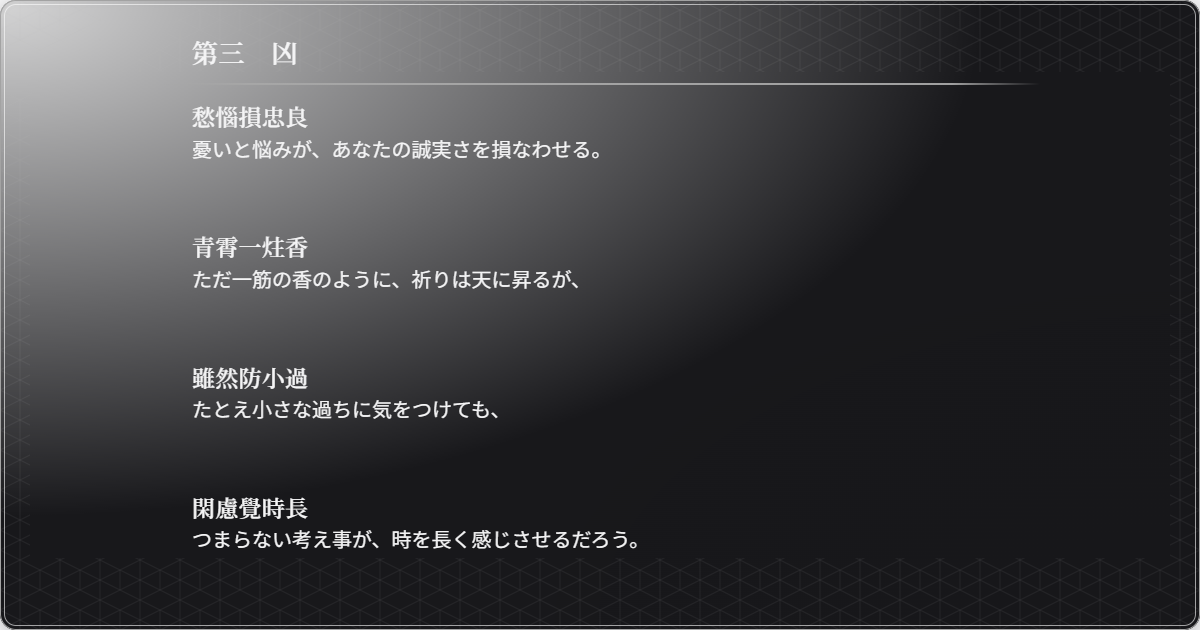 第三　凶
愁惱損忠良
憂いと悩みが、あなたの誠実さを損なわせる。
青霄一炷香
ただ一筋の香のように、祈りは天に昇るが、
雖然防小過
たとえ小さな過ちに気をつけても、
閑慮覺時長
つまらない考え事が、時を長く感じさせるだろう。